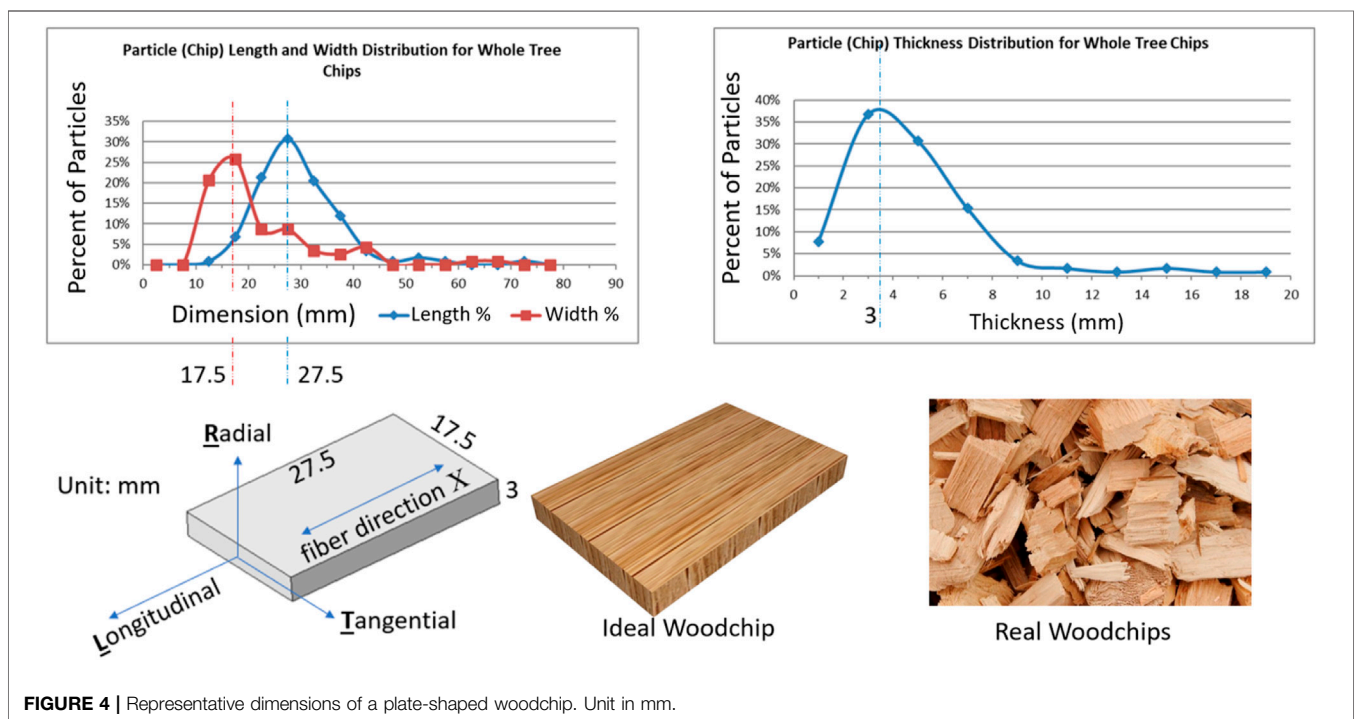 Particle (Chip) Length and Width Distribution for Whole Tree
Chips
Percent of Particles
35%
30%
25%
20%
15%
10%
5%
0%
0 10 20 30 40 50 60 70 80 90
Dimension (mm)
Length %
Width %
17.5
27.5
Particle (Chip) Thickness Distribution for Whole Tree Chips
Percent of Particles
40%
35%
30%
25%
20%
15%
10%
5%
0%
0 2 4 6 8 10 12 14 16 18 20
3
Thickness (mm)
Unit: mm
Radial
27.5
17.5
3
fiber direction X
Longitudinal
Tangential
Ideal Woodchip
Real Woodchips
FIGURE 4 | Representative dimensions of a plate-shaped woodchip. Unit in mm.